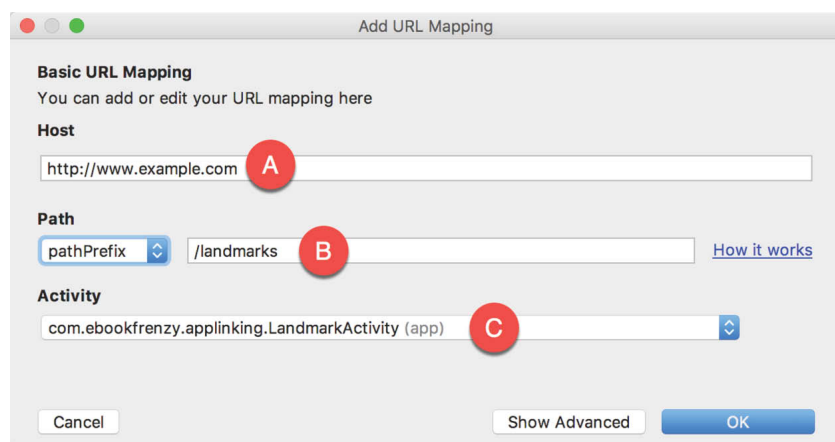 Add URL Mapping
Basic URL Mapping
You can add or edit your URL mapping here
Host
http://www.example.com A
Path
pathPrefix /landmarks B How it works
Activity
com.ebookfrenzy.applinking.LandmarkActivity (app) C
Cancel Show Advanced OK